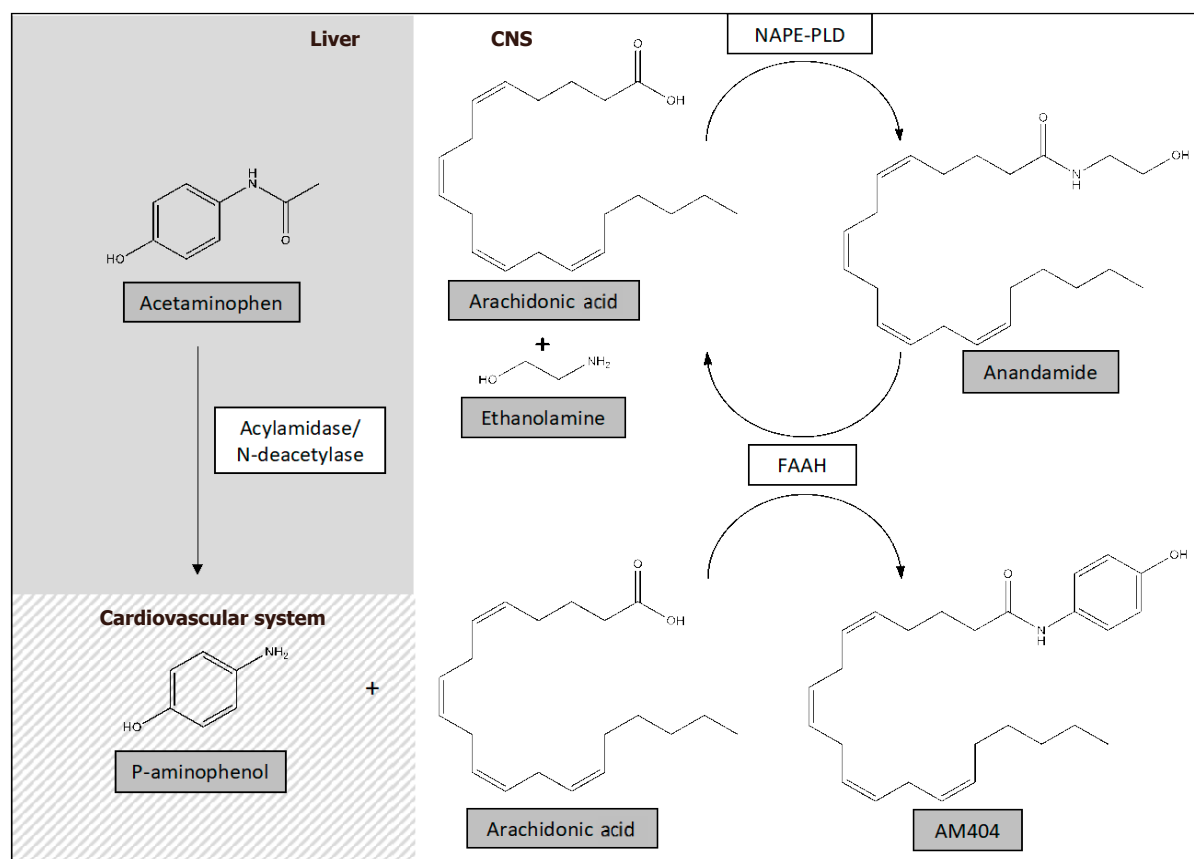 Liver
CNS
NAPE-PLD
O
OH
H
N
O
HO
Acetaminophen
Arachidonic acid
+
HO
NH2
Ethanolamine
O
N
H
OH
Anandamide
Acylamidase/
N-deacetylase
FAAH
Cardiovascular system
NH2
HO
P-aminophenol
+
O
OH
Arachidonic acid
O
N
H
OH
AM404